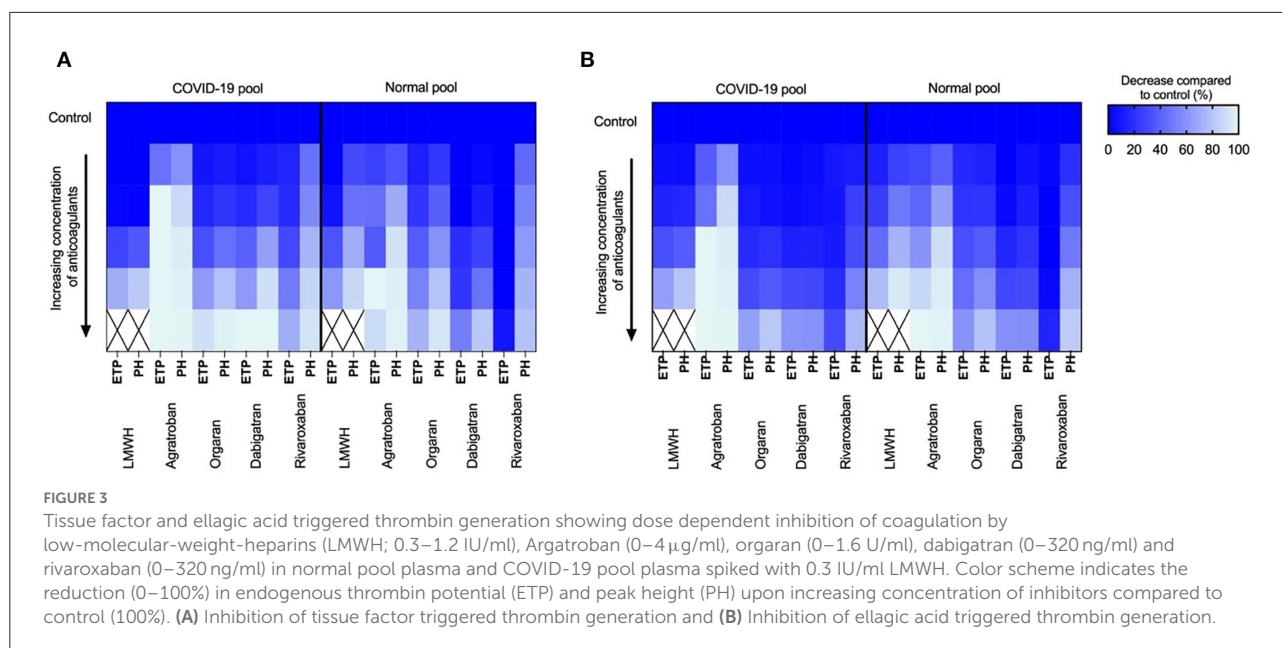 A
B
COVID-19 pool
Normal pool
COVID-19 pool
Normal pool
Decrease compared
to control (%)
0 20 40 60 80 100
Control
Control
Increasing concentration
of anticoagulants
Increasing concentration
of anticoagulants
ETP PH ETP PH ETP PH ETP PH ETP PH ETP PH ETP PH ETP PH ETP PH ETP PH
ETP PH ETP PH ETP PH ETP PH ETP PH ETP PH ETP PH ETP PH ETP PH ETP PH
LMWH Agratroban Orgaran Dabigatran Rivaroxaban LMWH Agratroban Orgaran Dabigatran Rivaroxaban
LMWH Agratroban Orgaran Dabigatran Rivaroxaban LMWH Agratroban Orgaran Dabigatran Rivaroxaban
FIGURE 3
Tissue factor and ellagic acid triggered thrombin generation showing dose dependent inhibition of coagulation by
low-molecular-weight-heparins (LMWH; 0.3–1.2 IU/ml), Argatroban (0–4 µg/ml), orgaran (0–1.6 U/ml), dabigatran (0–320 ng/ml) and
rivaroxaban (0–320 ng/ml) in normal pool plasma and COVID-19 pool plasma spiked with 0.3 IU/ml LMWH. Color scheme indicates the
reduction (0–100%) in endogenous thrombin potential (ETP) and peak height (PH) upon increasing concentration of inhibitors compared to
control (100%). (A) Inhibition of tissue factor triggered thrombin generation and (B) Inhibition of ellagic acid triggered thrombin generation.